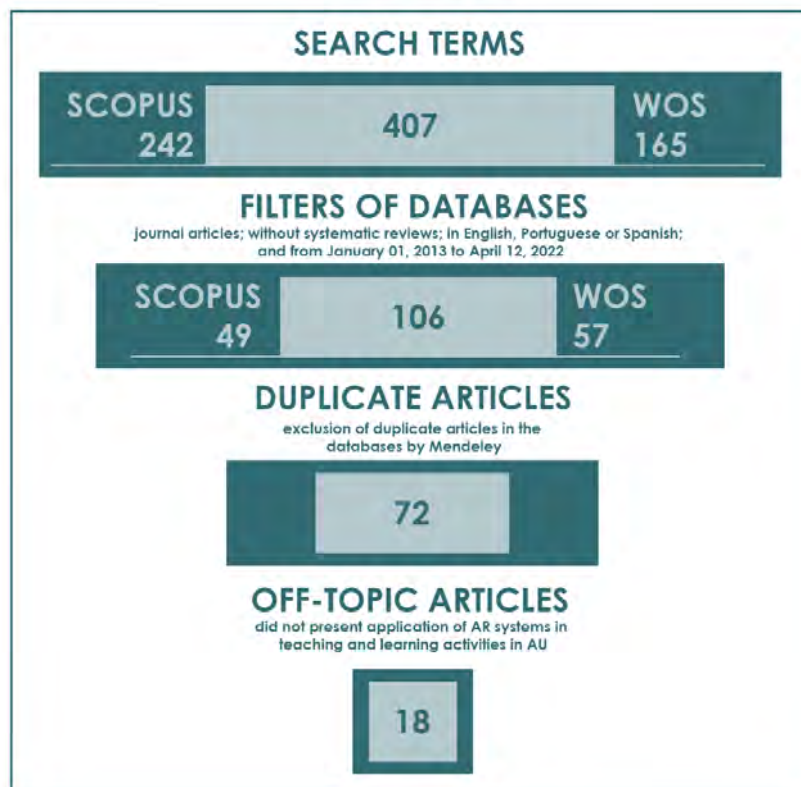 SEARCH TERMS
SCOPUS
242
407
WOS
165
FILTERS OF DATABASES
journal articles; without systematic reviews; in English, Portuguese or Spanish;
and from January 01, 2013 to April 12, 2022
SCOPUS
49
106
WOS
57
DUPLICATE ARTICLES
exclusion of duplicate articles in the
databases by Mendeley
72
OFF-TOPIC ARTICLES
did not present application of AR systems in
teaching and learning activities in AU
18